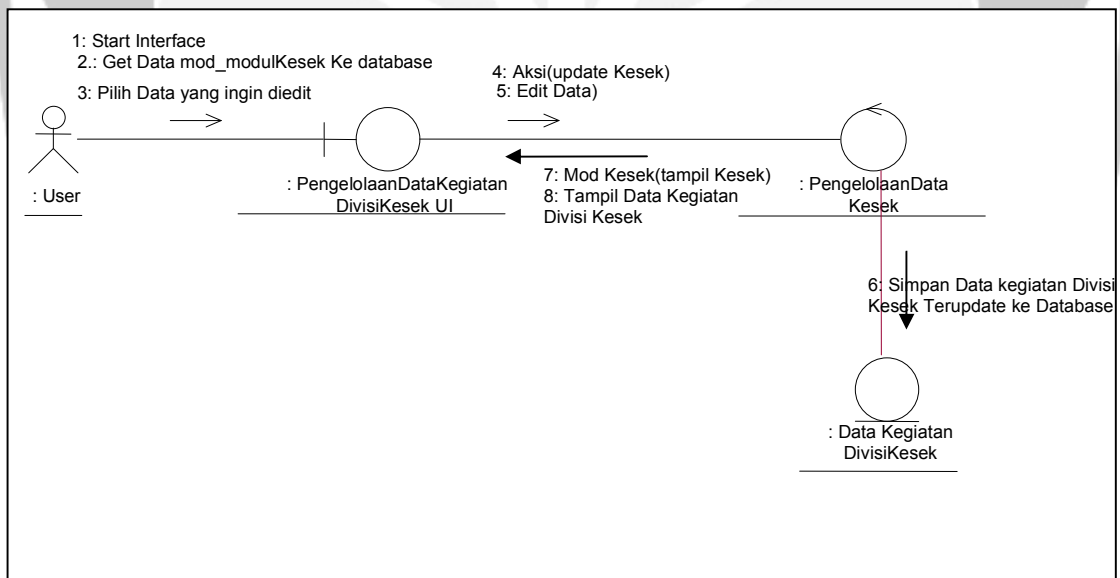 1: Start Interface
2.: Get Data mod_modulKesek Ke database
3: Pilih Data yang ingin diedit
4: Aksi(update Kesek)
5: Edit Data)
7: Mod Kesek(tampil Kesek)
8: Tampil Data Kegiatan
Divisi Kesek
: User
: PengelolaanDataKegiatan
DivisiKesek UI
: PengelolaanData
Kesek
6: Simpan Data kegiatan Divisi
Kesek Terupdate ke Database
: Data Kegiatan
DivisiKesek